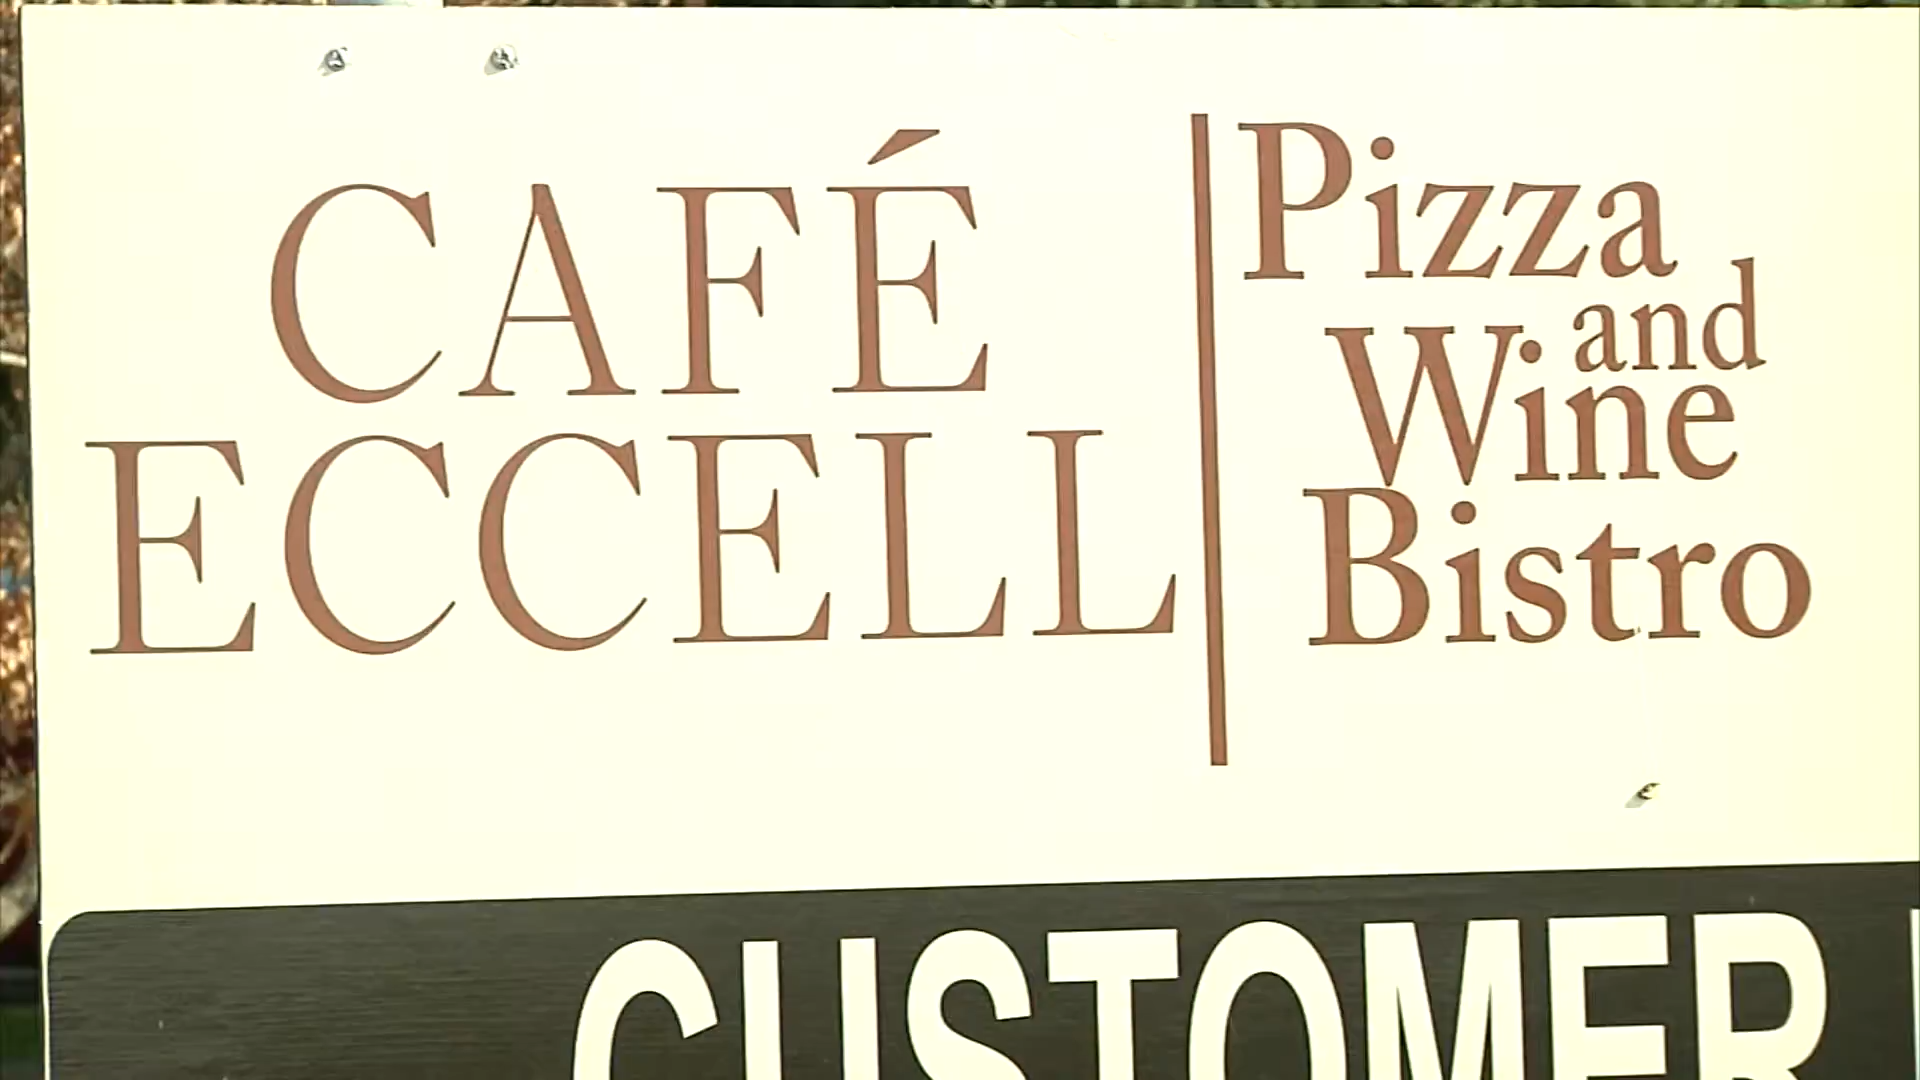 CAFÉ
ECCELL
Pizza
and
Wine
Bistro
CUSTOMER